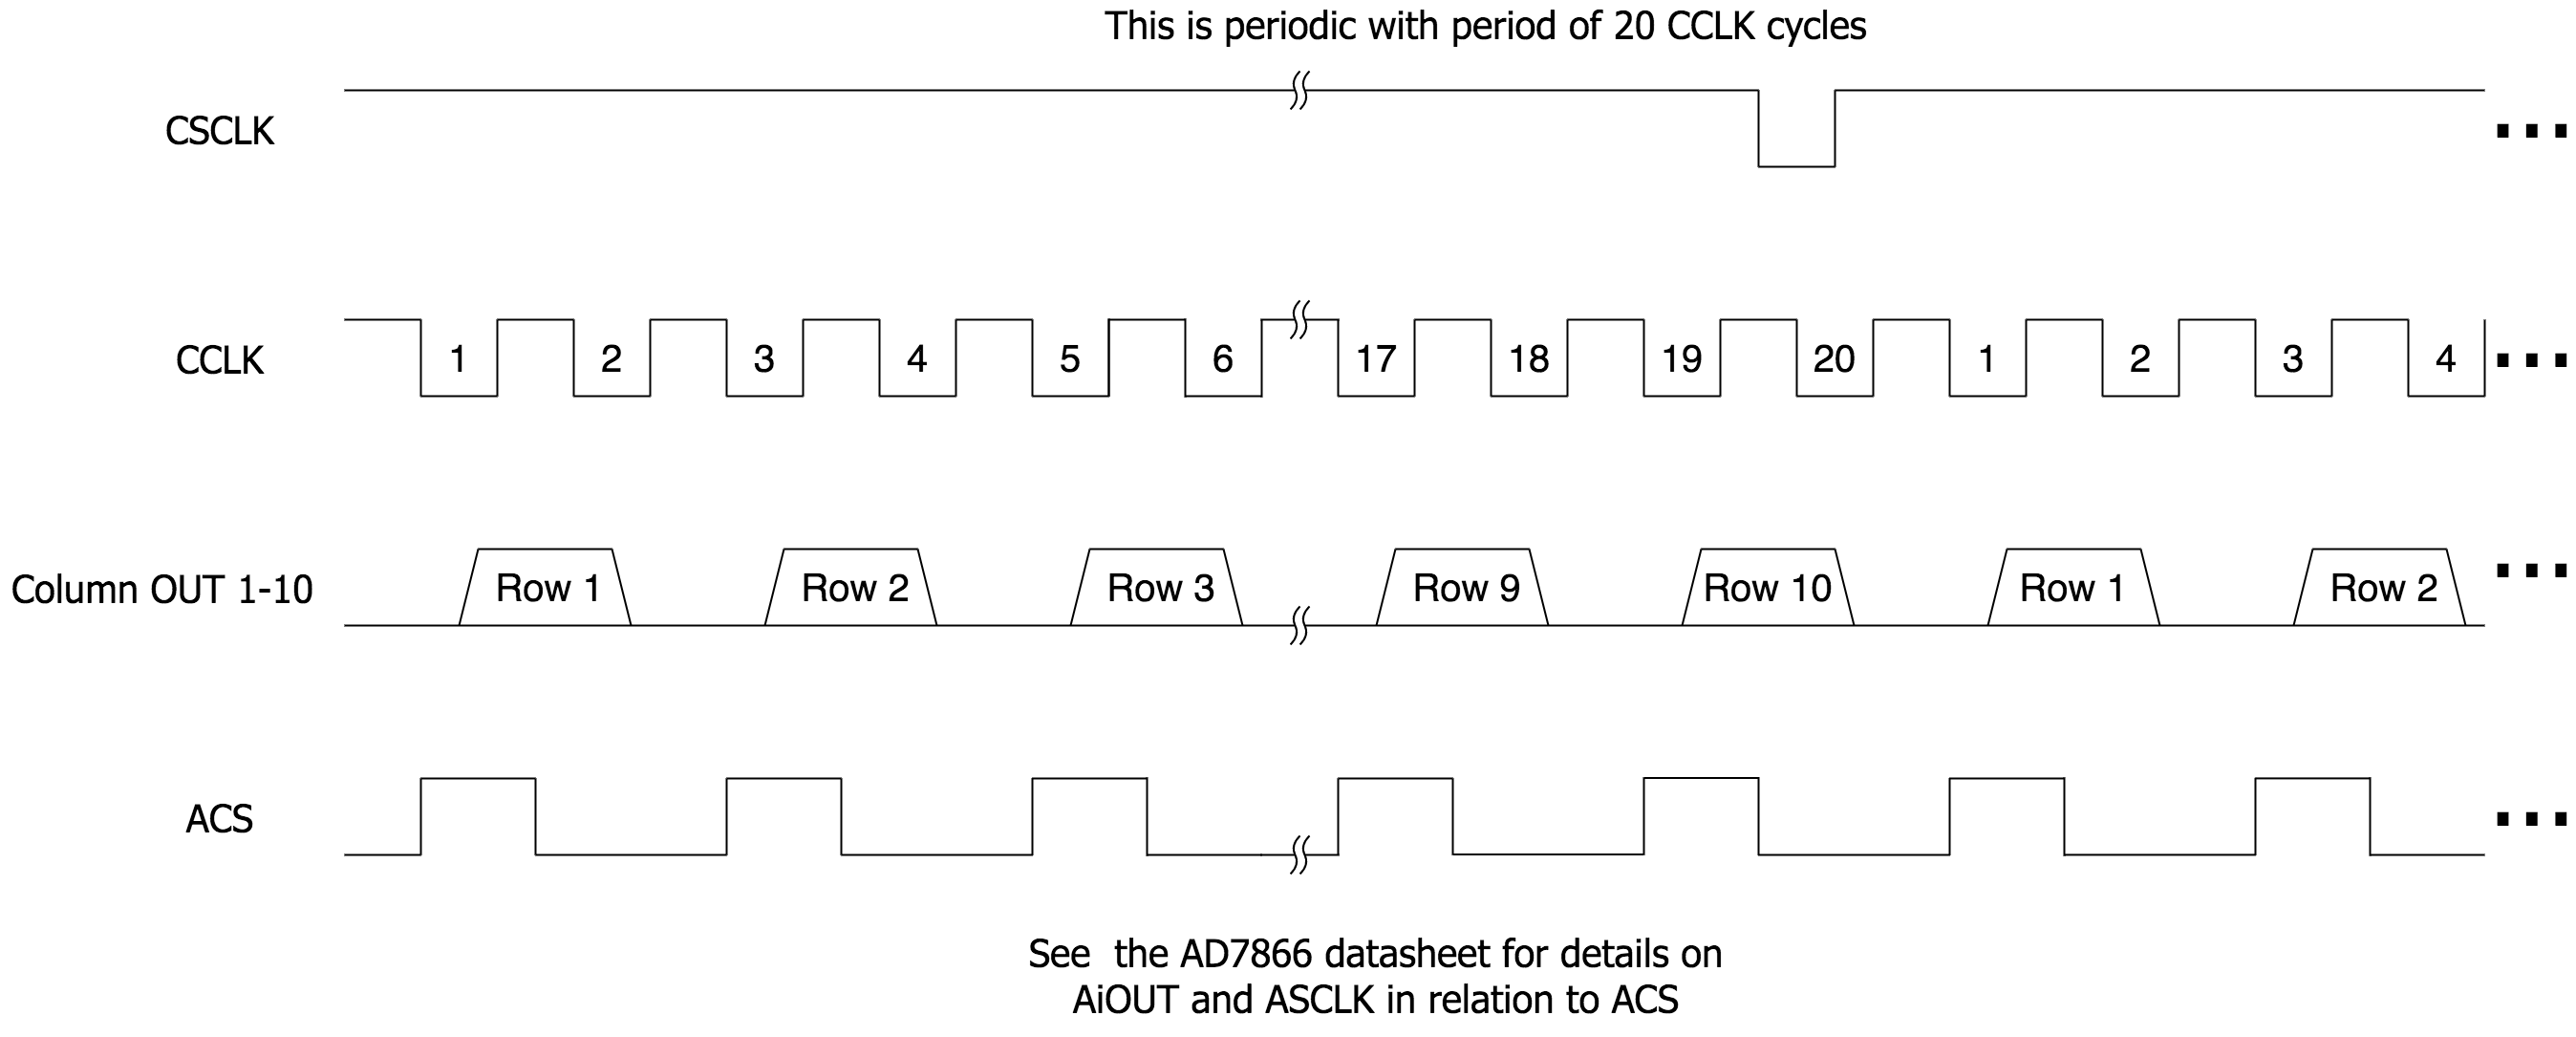 This is periodic with period of 20 CCLK cycles
CSCLK
CCLK
1 2 3 4 5 6 17 18 19 20 1 2 3 4
Column OUT 1-10
Row 1 Row 2 Row 3 Row 9 Row 10 Row 1 Row 2
ACS
See the AD7866 datasheet for details on
AiOUT and ASCLK in relation to ACS